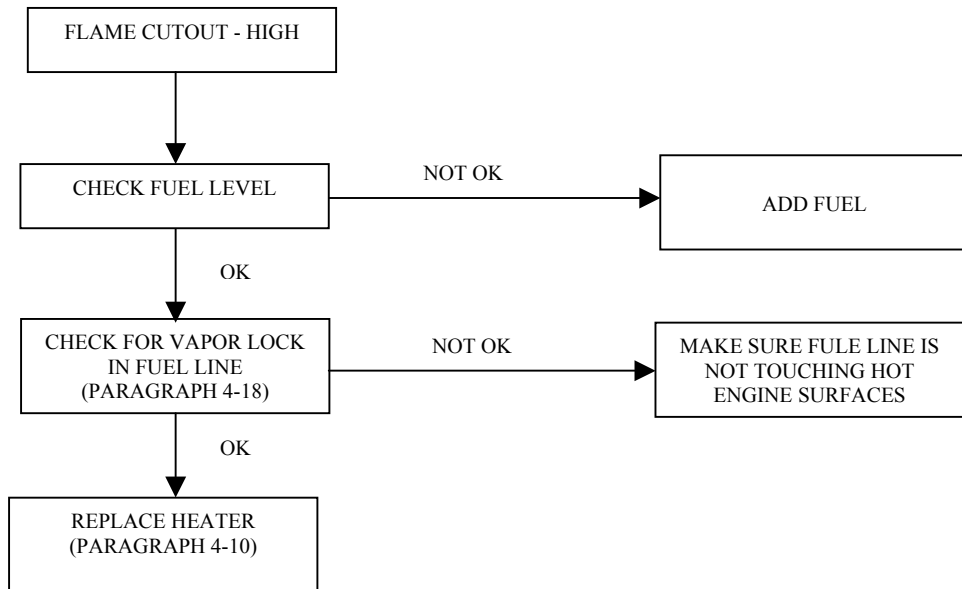 FLAME CUTOUT - HIGH
CHECK FUEL LEVEL
NOT OK
ADD FUEL
OK
CHECK FOR VAPOR LOCK
IN FUEL LINE
(PARAGRAPH 4-18)
NOT OK
MAKE SURE FULE LINE IS
NOT TOUCHING HOT
ENGINE SURFACES
OK
REPLACE HEATER
(PARAGRAPH 4-10)